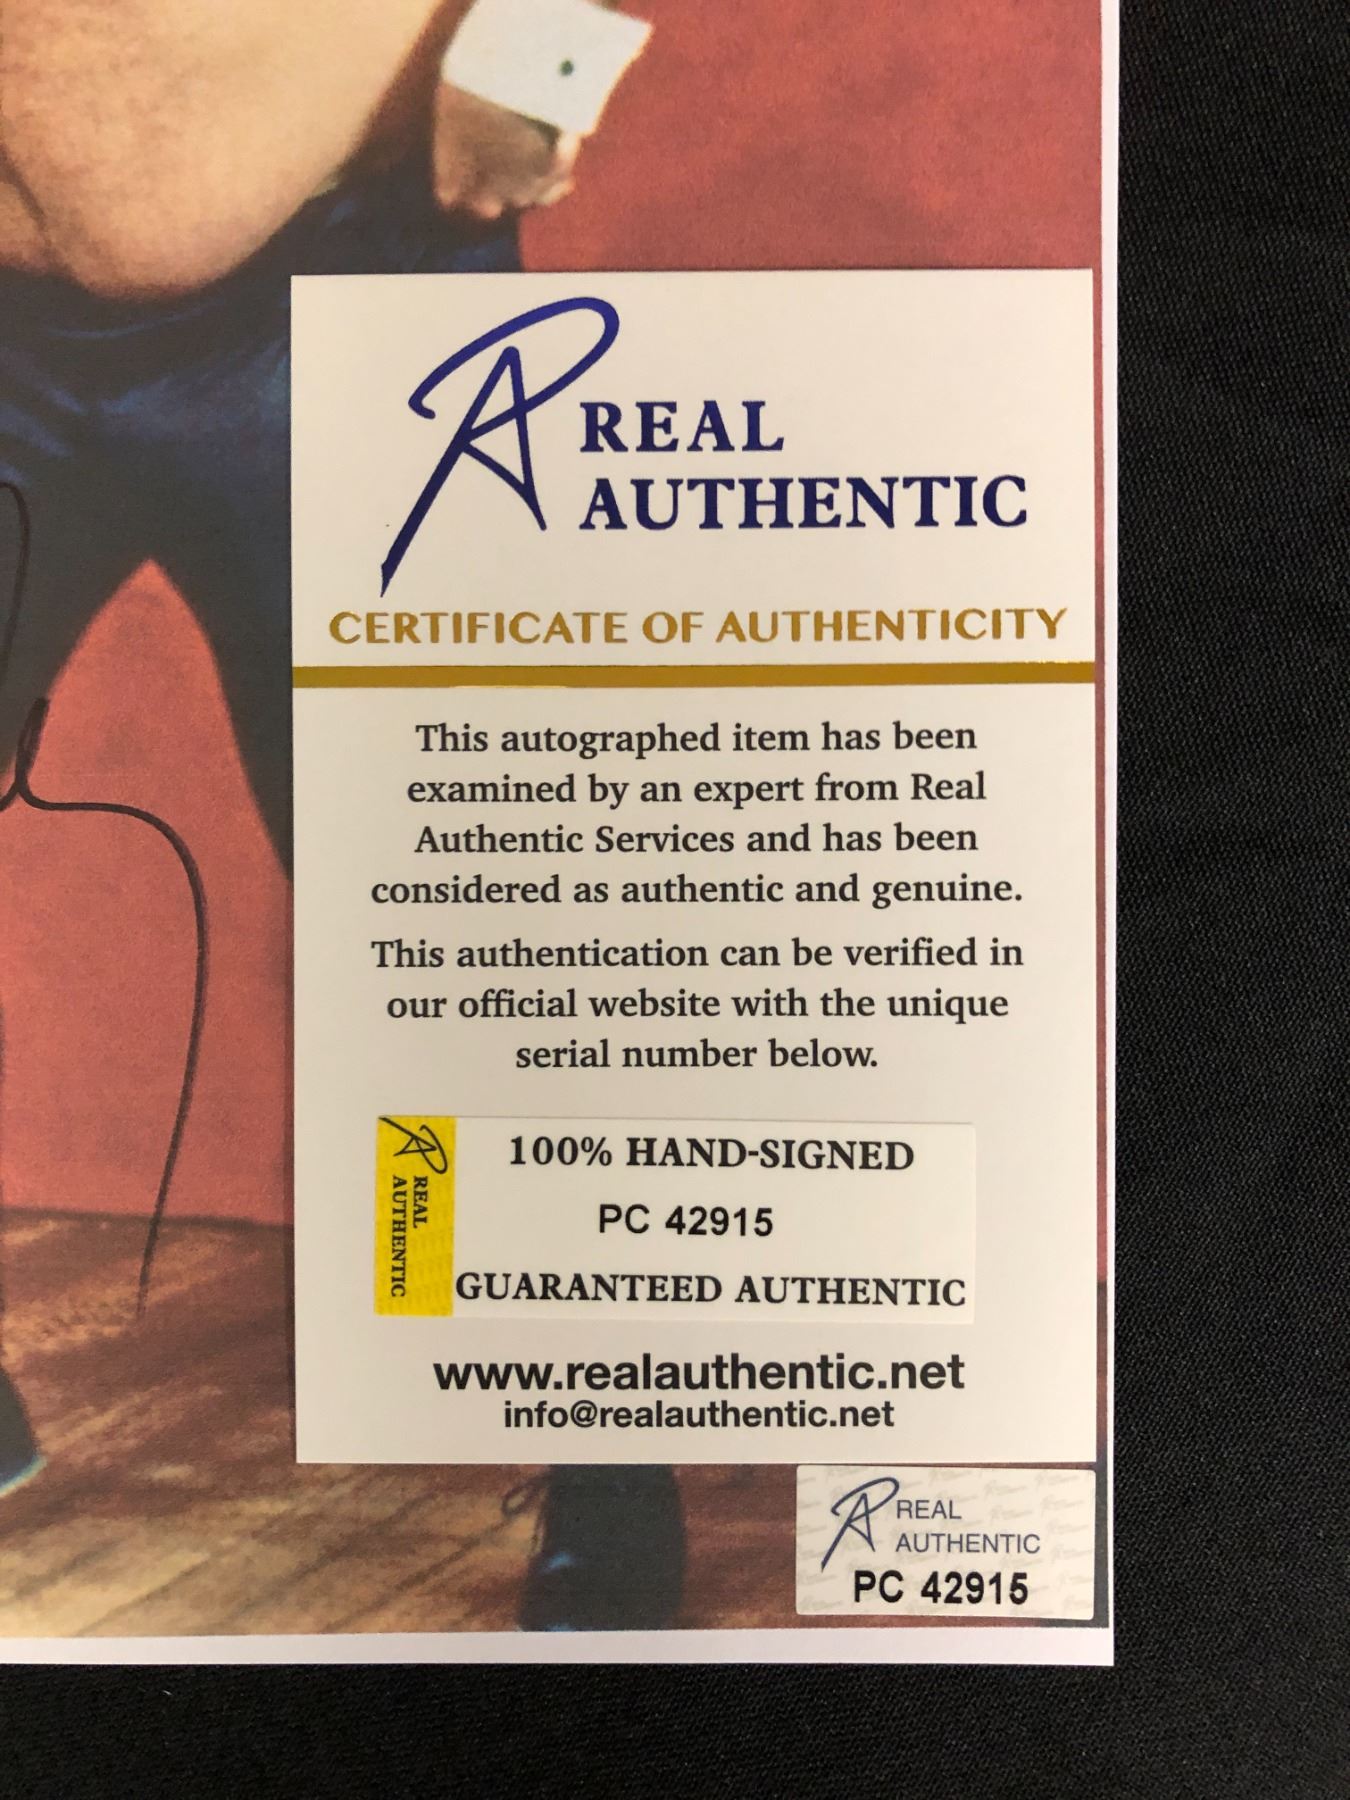 REAL
AUTHENTIC
CERTIFICATE OF AUTHENTICITY
This autographed item has been
examined by an expert from Real
Authentic Services and has been
considered as authentic and genuine.
This authentication can be verified in
our official website with the unique
serial number below.
REAL
AUTHENTIC
100% HAND-SIGNED
PC 42915
GUARANTEED AUTHENTIC
www.realauthentic.net
info@realauthentic.net
REAL
AUTHENTIC
PC 42915